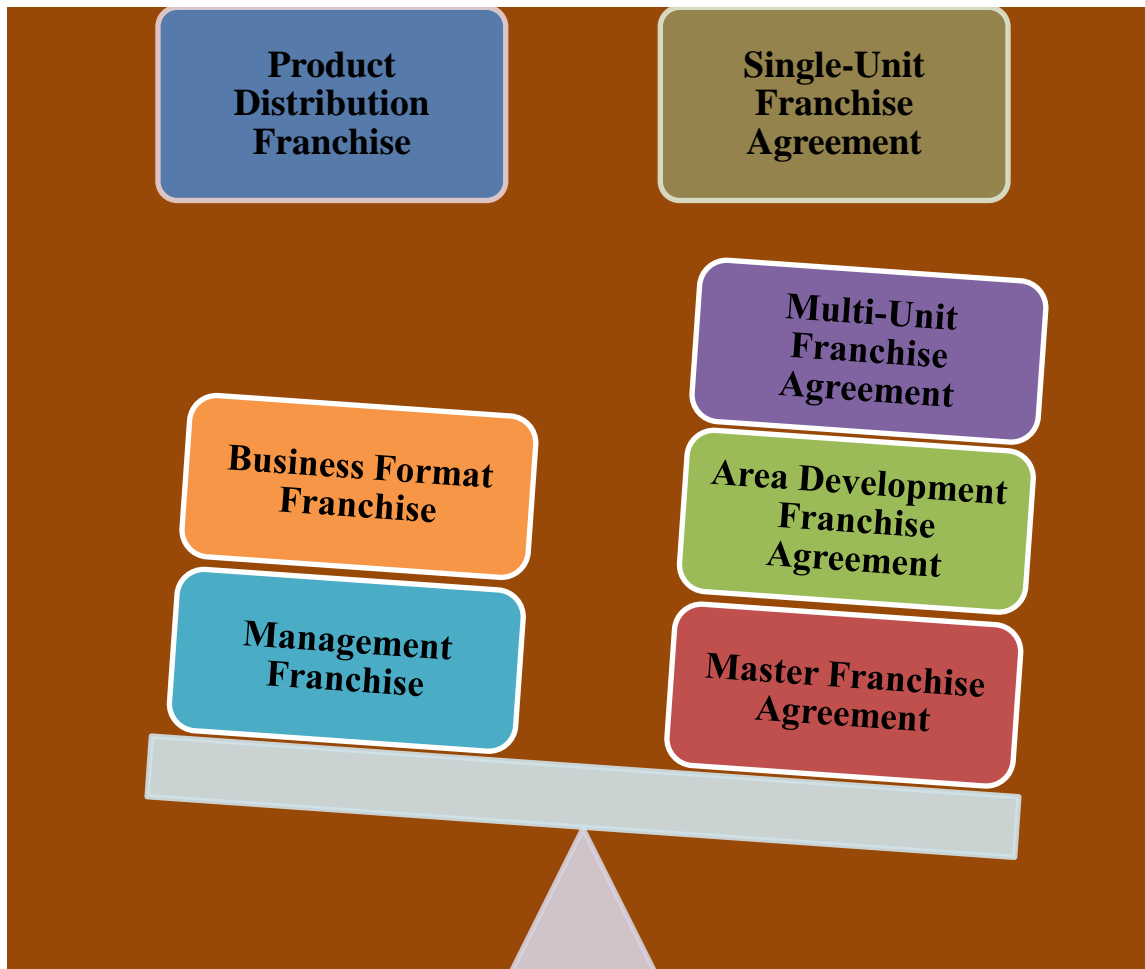 Product
Distribution
Franchise
Single-Unit
Franchise
Agreement
Multi-Unit
Franchise
Agreement
Business Format
Franchise
Area Development
Franchise
Agreement
Management
Franchise
Master Franchise
Agreement